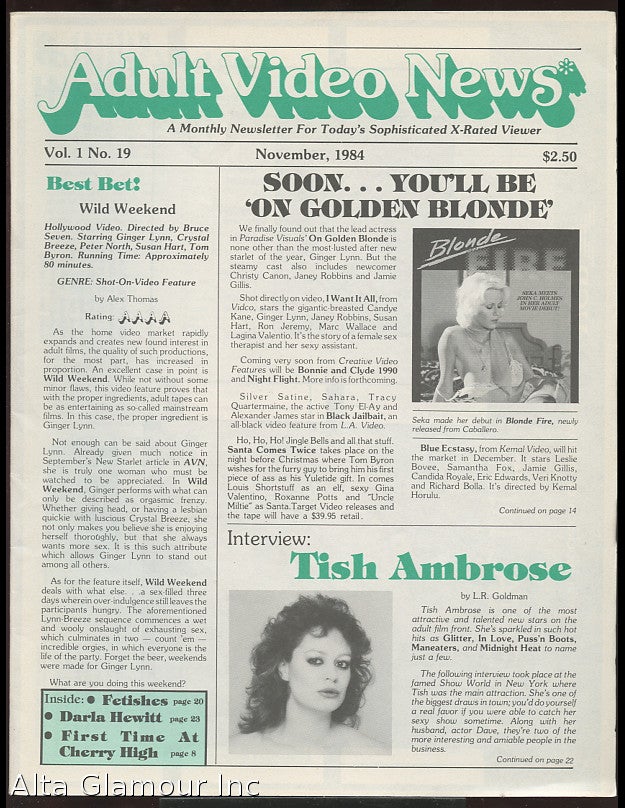 Adult Video News*
A Monthly Newsletter For Today's Sophisticated X-Rated Viewer
Vol. 1 No. 19 November, 1984 $2.50
Best Bet!
Wild Weekend
Hollywood Video. Directed by Bruce
Seven. Starring Ginger Lynn, Crystal
Breeze, Peter North, Susan Hart, Tom
Byron. Running Time: Approximately
80 minutes.
GENRE: Shot-On-Video Feature
by Alex Thomas
Rating:
As the home video market rapidly
expands and creates new found interest in
adult films, the quality of such productions,
for the most part, has increased in
proportion. An excellent case in point is
Wild Weekend. While not without some
minor flaws, this video feature proves that
with the proper ingredients, adult tapes can
be as entertaining as so-called mainstream
films. In this case, the proper ingredient is
Ginger Lynn.
Not enough can be said about Ginger
Lynn. Already given much notice in
September's New Starlet article in AVN,
she is truly one woman who must be
watched to be appreciated. In Wild
Weekend, Ginger performs with what can
only be described as orgasmic frenzy.
Whether giving head, or having a lesbian
quickie with luscious Crystal Breeze, she
not only makes you believe she is enjoying
herself thoroughly, but that she always
wants more sex. It is this such attribute
which allows Ginger Lynn to stand out
among all others.
As for the feature itself, Wild Weekend
deals with what else. . .a sex-filled three
days wherein over-indulgence still leaves the
participants hungry. The aforementioned
Lynn-Breeze sequence commences a wet
and wooly onslaught of exhausting sex,
which culminates in two — count 'em —
incredible orgies, in which everyone is the
life of the party. Forget the beer, weekends
were made for Ginger Lynn.
What are you doing this weekend?
Inside: ● Fetishes page 20
● Darla Hewitt page 23
● First Time At
Cherry High page 8
SOON. . . YOU'LL BE
'ON GOLDEN BLONDE'
We finally found out that the lead actress
in Paradise Visuals' On Golden Blonde is
none other than the most-lusted after new
starlet of the year, Ginger Lynn. But the
steamy cast also includes newcomer
Christy Canon, Janey Robbins and Jamie
Gillis.
Shot directly on video, I Want It All, from
Vidco, stars the gigantic-breasted Candye
Kane, Ginger Lynn, Janey Robbins, Susan
Hart, Ron Jeremy, Marc Wallace and
Lagina Valentio. It's the story of a female sex
therapist and her sexy assistant.
Coming very soon from Creative Video
Features will be Bonnie and Clyde 1990
and Night Flight. More info is forthcoming.
Silver Satine, Sahara, Tracy
Quartermaine, the active Tony El-Ay and
Alexander James star in Black Jailbait, an
all-black video feature from L.A. Video.
Ho, Ho, Ho! Jingle Bells and all that stuff.
Santa Comes Twice takes place on the
night before Christmas where Tom Byron
wishes for the furry guy to bring him his first
piece of ass as his Yuletide gift. In comes
Louis Shortstuff as an elf, sexy Gina
Valentino, Roxanne Potts and "Uncle
Miltie" as Santa. Target Video releases and
the tape will have a $39.95 retail.
Blonde
FIRE
SEKA MEETS
JOHN C. HOLMES
IN HER ADULT
MOVIE DEBUT!
Seka made her debut in Blonde Fire, newly
released from Caballero.
Blue Ecstasy, from Kemal Video, will hit
the market in December. It stars Leslie
Bovee, Samantha Fox, Jamie Gillis,
Candida Royale, Eric Edwards, Veri Knotty
and Richard Bolla. It's directed by Kemal
Horulu.
Continued on page 14
Interview:
Tish Ambrose
by L.R. Goldman
Tish Ambrose is one of the most
attractive and talented new stars on the
adult film front. She's sparkled in such hot
hits as Glitter, In Love, Puss'n Boots,
Maneaters, and Midnight Heat to name
just a few.
The following interview took place at the
famed Show World in New York where
Tish was the main attraction. She's one of
the biggest draws in town; you'd do yourself
a real favor if you were able to catch her
sexy show sometime. Along with her
husband, actor Dave, they're two of the
more interesting and amiable people in the
business.
Continued on page 22
Alta Glamour Inc